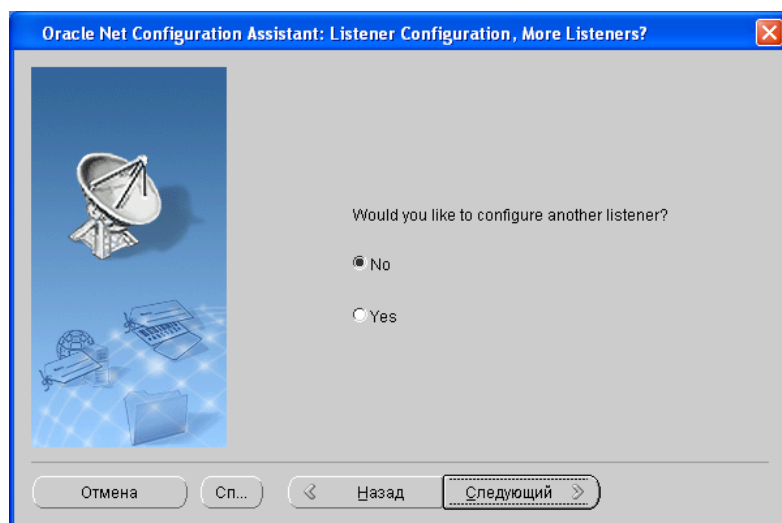 Oracle Net Configuration Assistant: Listener Configuration, More Listeners?
Would you like to configure another listener?
No
Yes
Отмена
Сп...
Назад
Следующий